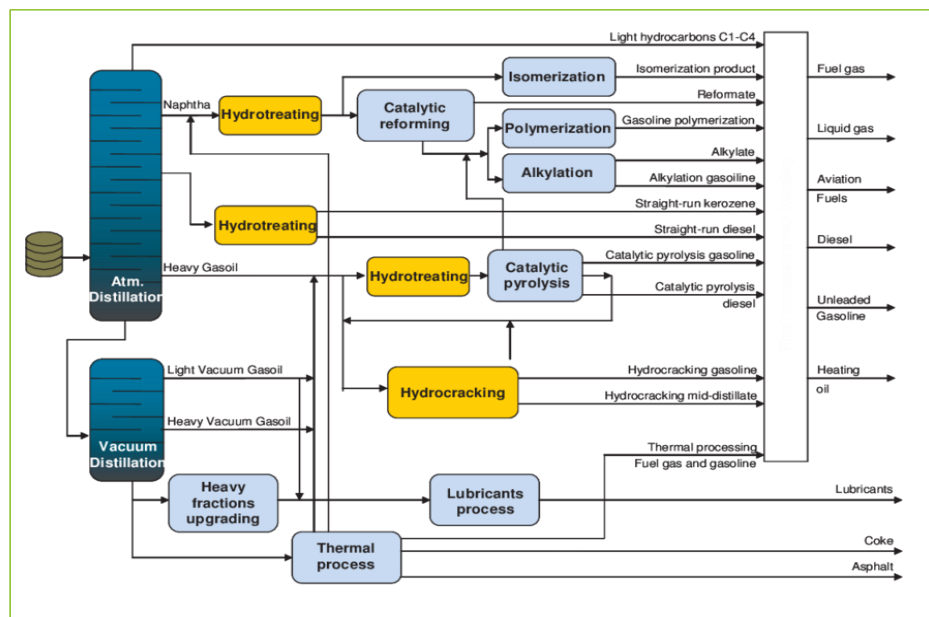 Light hydrocarbons C1-C4
Isomerization
Isomerization product
Fuel gas
Naphtha
Hydrotreating
Catalytic
reforming
Reformate
Polymerization
Gasoline polymerization
Liquid gas
Alkylation
Alkylate
Alkylation gasoiline
Aviation
Fuels
Hydrotreating
Straight-run kerozene
Straight-run diesel
Diesel
Atm.
Distillation
Heavy Gasoil
Hydrotreating
Catalytic
pyrolysis
Catalytic pyrolysis gasoline
Catalytic pyrolysis
diesel
Unleaded
Gasoline
Light Vacuum Gasoil
Hydrocracking
Hydrocracking gasoline
Hydrocracking mid-distillate
Heating
oil
Heavy Vacuum Gasoil
Vacuum
Distillation
Thermal processing
Fuel gas and gasoline
Heavy
fractions
upgrading
Lubricants
process
Lubricants
Thermal
process
Coke
Asphalt